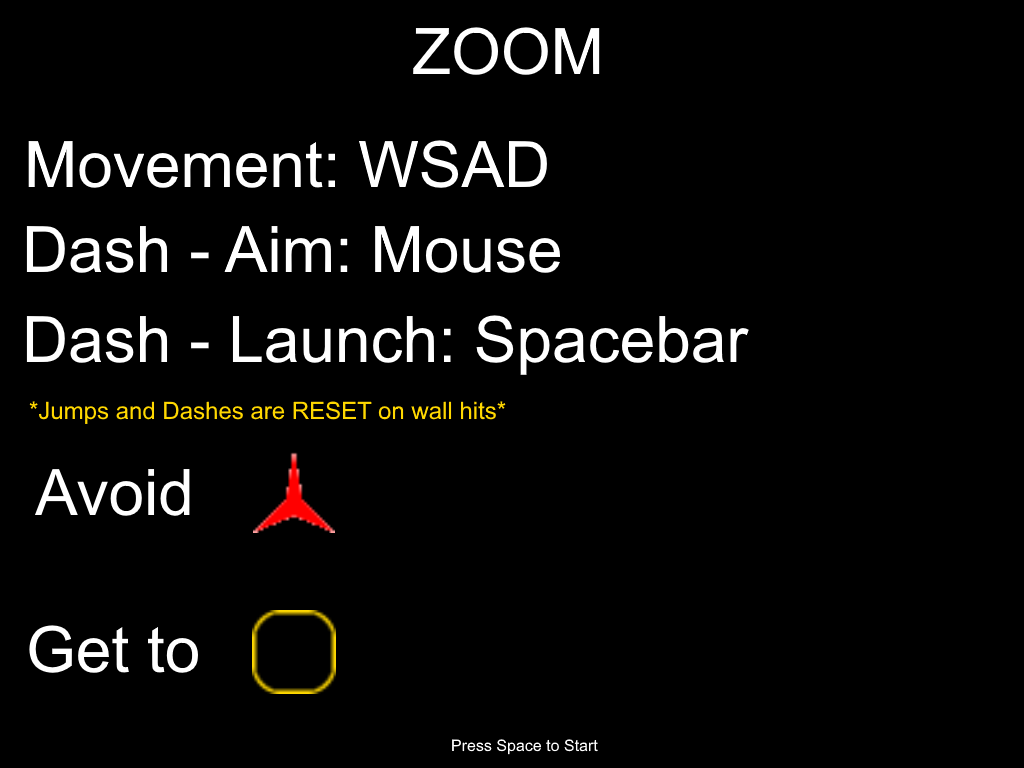 ZOOM
Movement: WSAD
Dash - Aim: Mouse
Dash - Launch: Spacebar
*Jumps and Dashes are RESET on wall hits*
Avoid
Get to
Press Space to Start